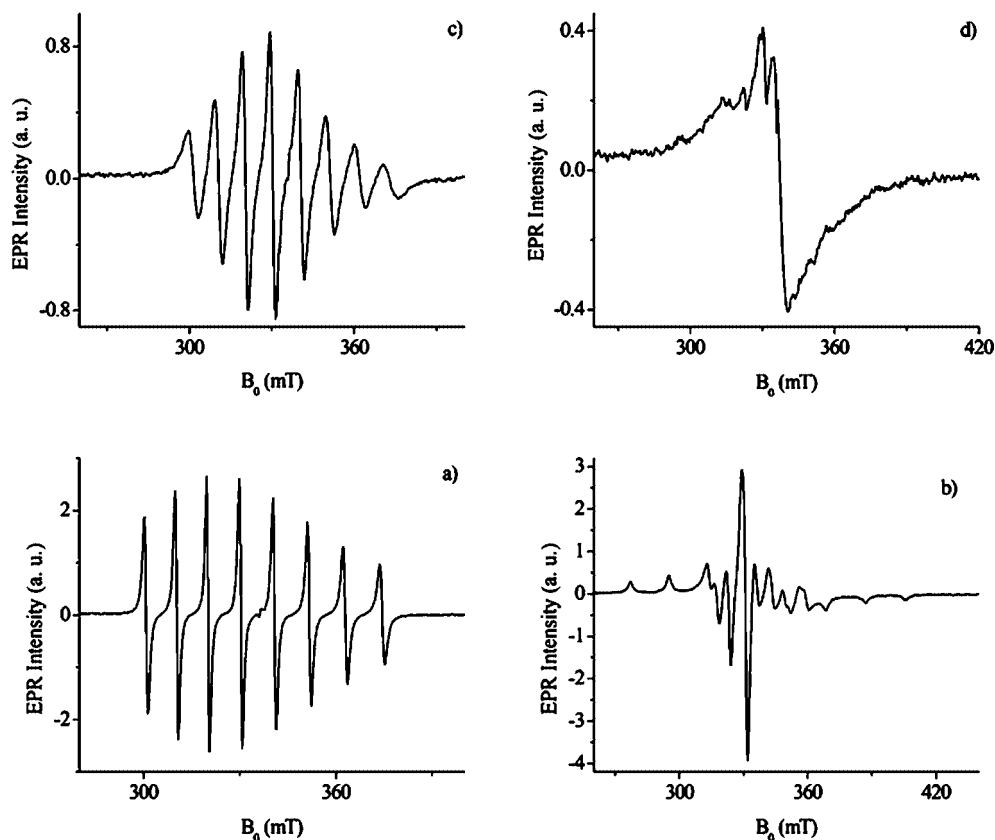 c)
EPR Intensity (a. u.)
0.8
0.0
-0.8
300
360
B₀ (mT)
d)
EPR Intensity (a. u.)
0.4
0.0
-0.4
300
360
420
B₀ (mT)
a)
EPR Intensity (a. u.)
2
0
-2
300
360
B₀ (mT)
b)
EPR Intensity (a. u.)
3
2
1
0
-1
-2
-3
-4
300
360
420
B₀ (mT)